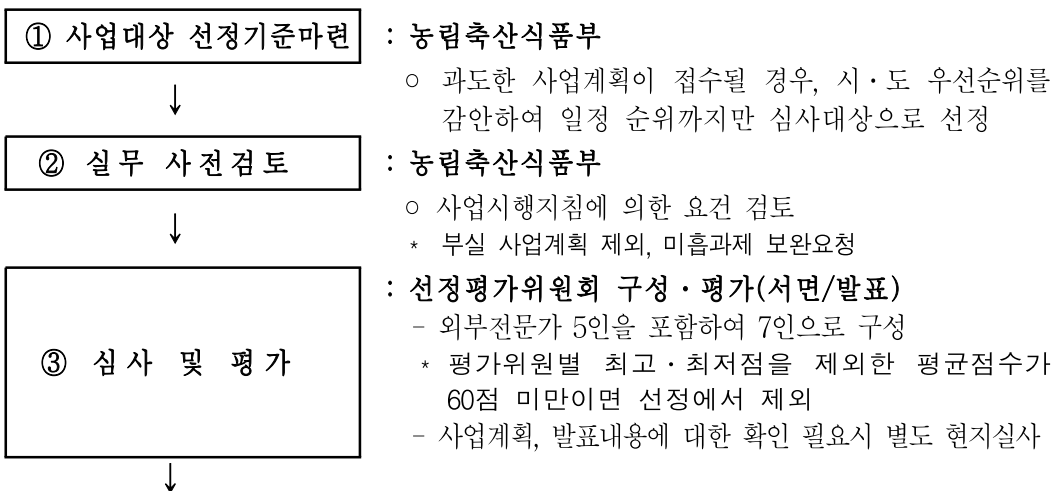 ① 사업대상 선정기준마련 : 농림축산식품부
○ 과도한 사업계획이 접수될 경우, 시·도 우선순위를
감안하여 일정 순위까지만 심사대상으로 선정
↓
② 실무 사전검토 : 농림축산식품부
○ 사업시행지침에 의한 요건 검토
* 부실 사업계획 제외, 미흡과제 보완요청
↓
: 선정평가위원회 구성·평가(서면/발표)
- 외부전문가 5인을 포함하여 7인으로 구성
③ 심사 및 평가
* 평가위원별 최고·최저점을 제외한 평균점수가
60점 미만이면 선정에서 제외
- 사업계획, 발표내용에 대한 확인 필요시 별도 현지실사
↓